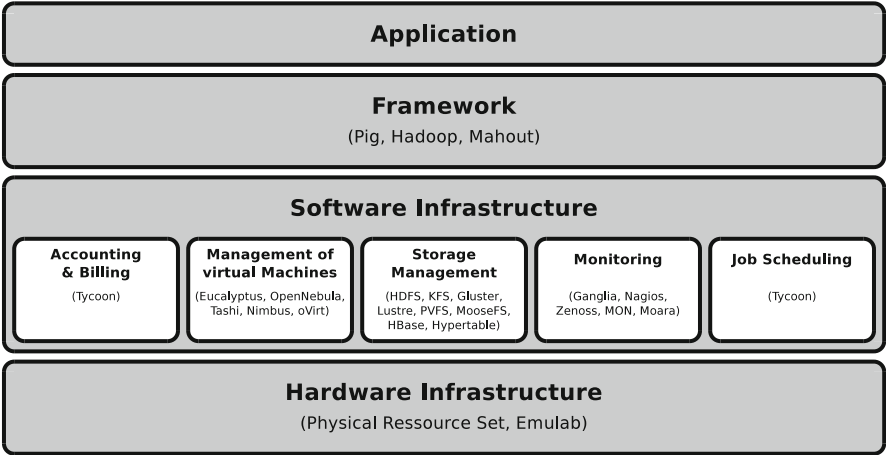 Application
Framework
(Pig, Hadoop, Mahout)
Software Infrastructure
Accounting
& Billing
(Tycoon)
Management of
virtual Machines
(Eucalyptus, OpenNebula,
Tashi, Nimbus, oVirt)
Storage
Management
(HDFS, KFS, Gluster,
Lustre, PVFS, MooseFS,
HBase, Hypertable)
Monitoring
(Ganglia, Nagios,
Zenoss, MON, Moara)
Job Scheduling
(Tycoon)
Hardware Infrastructure
(Physical Ressource Set, Emulab)